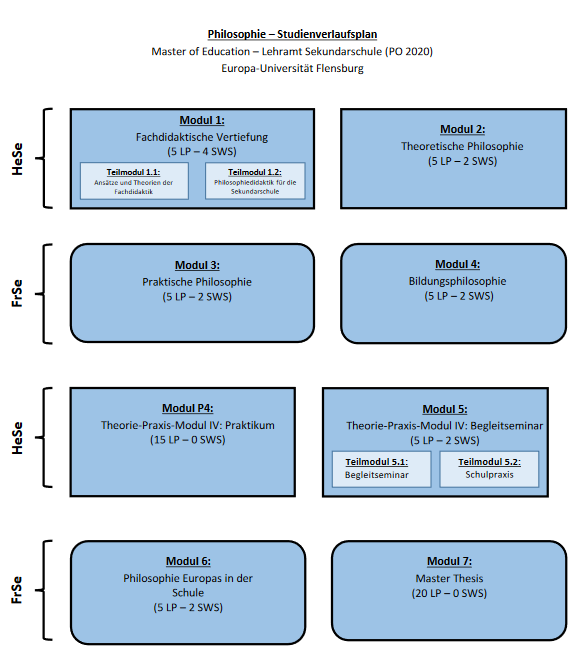 Philosophie – Studienverlaufsplan
Master of Education – Lehramt Sekundarschule (PO 2020)
Europa-Universität Flensburg
HeSe
Modul 1:
Fachdidaktische Vertiefung
(5 LP – 4 SWS)
Teilmodul 1.1:
Ansätze und Theorien der
Fachdidaktik
Teilmodul 1.2:
Philosophiedidaktik für die
Sekundarschule
Modul 2:
Theoretische Philosophie
(5 LP – 2 SWS)
FrSe
Modul 3:
Praktische Philosophie
(5 LP – 2 SWS)
Modul 4:
Bildungsphilosophie
(5 LP – 2 SWS)
HeSe
Modul P4:
Theorie-Praxis-Modul IV: Praktikum
(15 LP – 0 SWS)
Modul 5:
Theorie-Praxis-Modul IV: Begleitseminar
(5 LP – 2 SWS)
Teilmodul 5.1:
Begleitseminar
Teilmodul 5.2:
Schulpraxis
FrSe
Modul 6:
Philosophie Europas in der
Schule
(5 LP – 2 SWS)
Modul 7:
Master Thesis
(20 LP – 0 SWS)